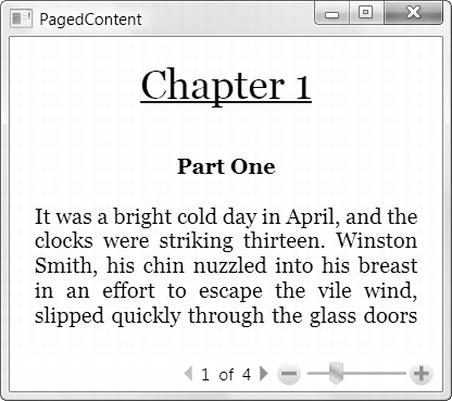 PagedContent
Chapter 1
Part One
It was a bright cold day in April, and the
clocks were striking thirteen. Winston
Smith, his chin nuzzled into his breast
in an effort to escape the vile wind,
slipped quickly through the glass doors
1 of 4